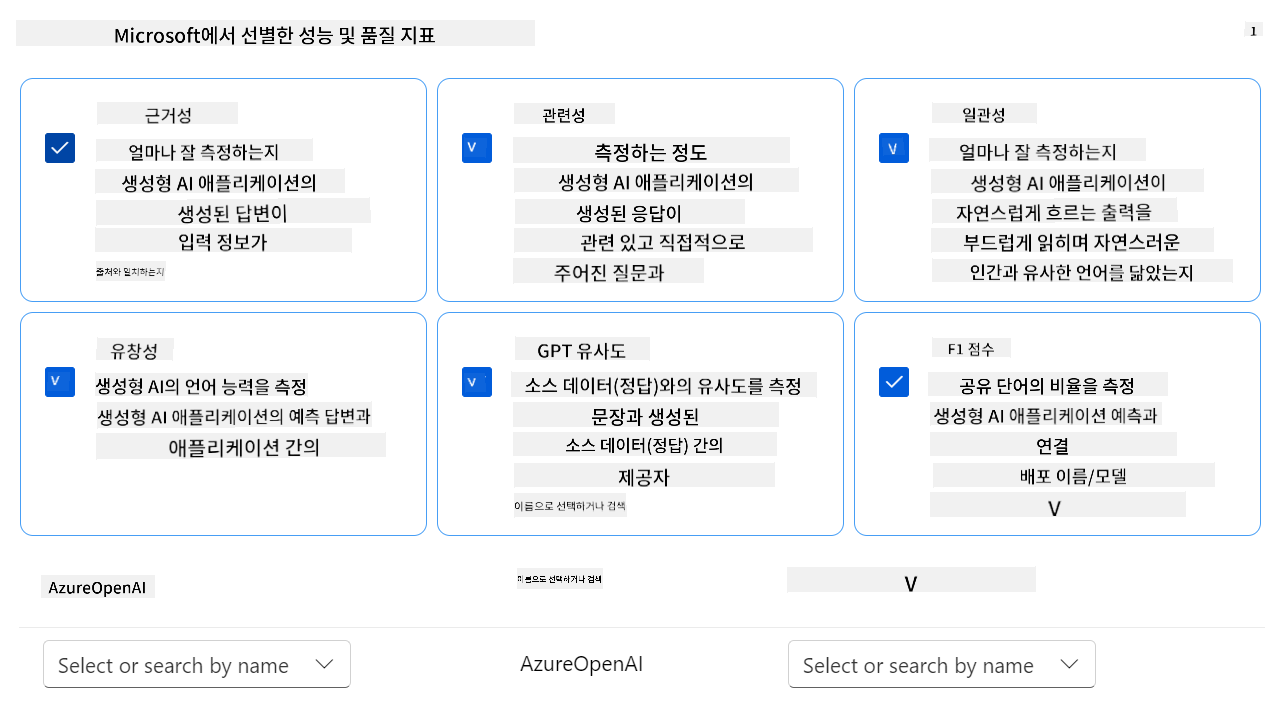 Microsoft에서 선별한 성능 및 품질 지표
1
근거성
얼마나 잘 측정하는지
생성형 AI 애플리케이션의
생성된 답변이
입력 정보가
출처와 일치하는지
관련성
측정하는 정도
생성형 AI 애플리케이션의
생성된 응답이
관련 있고 직접적으로
주어진 질문과
일관성
얼마나 잘 측정하는지
생성형 AI 애플리케이션이
자연스럽게 흐르는 출력을
부드럽게 읽히며 자연스러운
인간과 유사한 언어를 닮았는지
유창성
생성형 AI의 언어 능력을 측정
생성형 AI 애플리케이션의 예측 답변과
애플리케이션 간의
GPT 유사도
소스 데이터(정답)와의 유사도를 측정
문장과 생성된
소스 데이터(정답) 간의
제공자
이름으로 선택하거나 검색
F1 점수
공유 단어의 비율을 측정
생성형 AI 애플리케이션 예측과
연결
배포 이름/모델
V
AzureOpenAI
이름으로 선택하거나 검색
V
Select or search by name
AzureOpenAI
Select or search by name